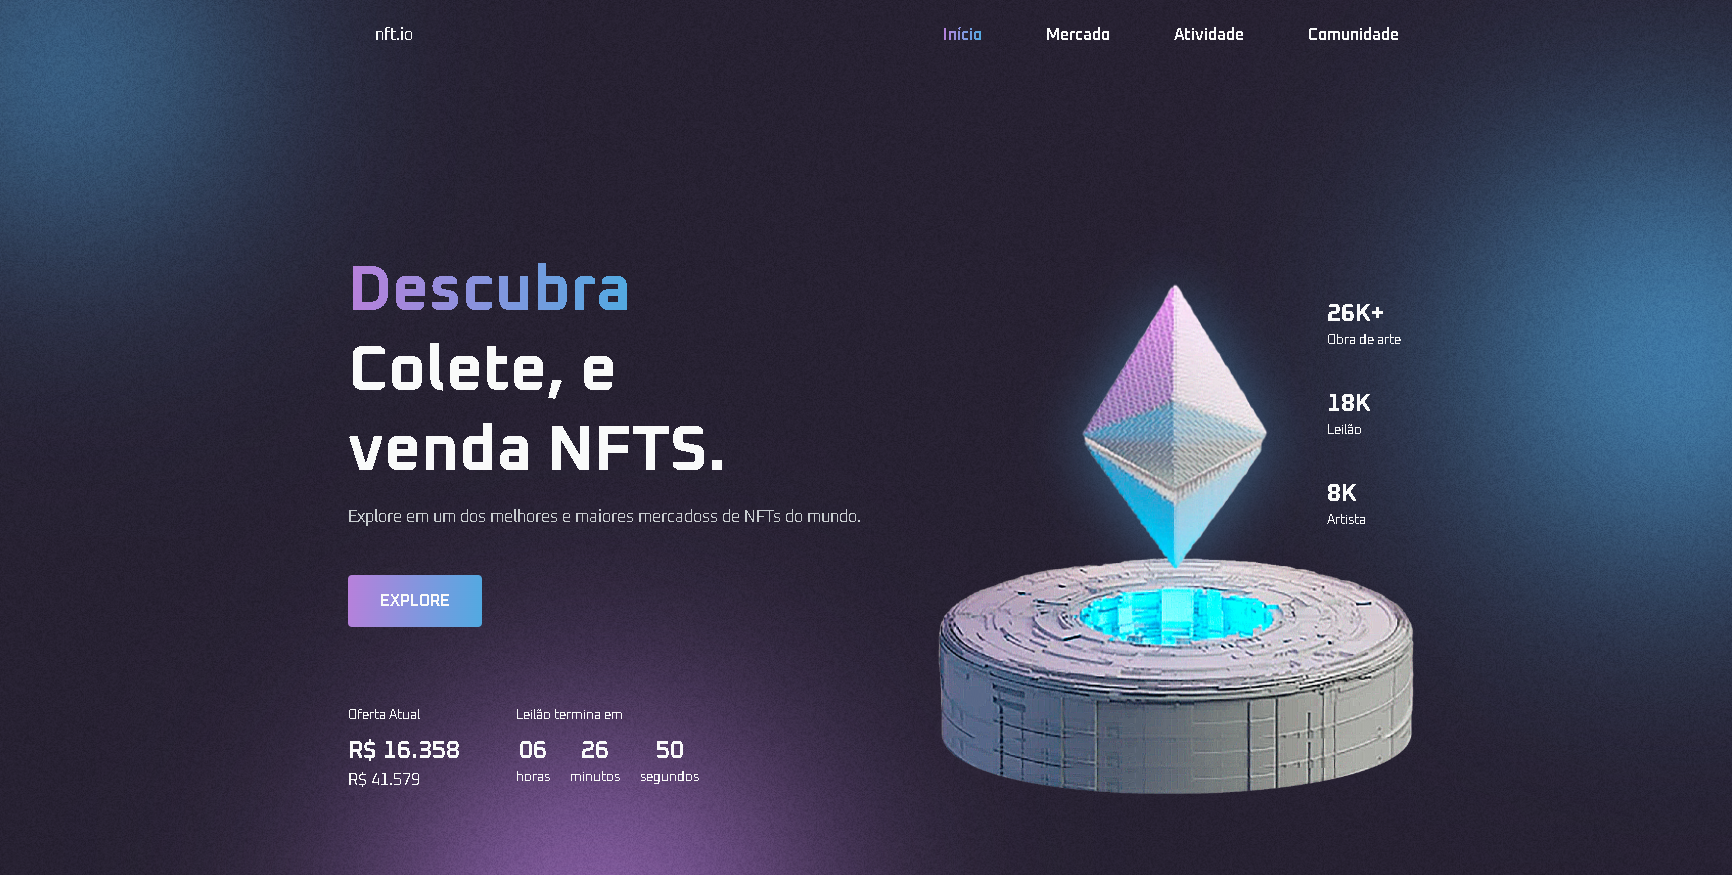 nft.io
Início
Mercado
Atividade
Comunidade
Descubra
Colete, e
venda NFTS.
Explore em um dos melhores e maiores mercadoss de NFTs do mundo.
EXPLORE
Oferta Atual
R$ 16.358
R$ 41.579
Leilão termina em
06 26 50
horas minutos segundos
26K+
Obra de arte
18K
Leilão
8K
Artista